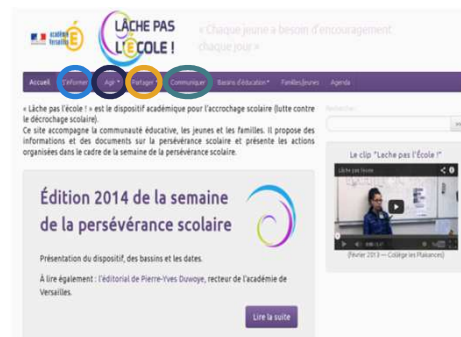 académie
Versailles
LÂCHE PAS
L'ÉCOLE !
« Chaque jeune a besoin d'encouragement
chaque jour »
Accueil S'informer Agir Partager Communiquer Bassins d'éducation Familles/Jeunes Agenda
« Lâche pas l'école ! » est le dispositif académique pour l'accrochage scolaire (lutte contre
le décrochage scolaire).
Ce site accompagne la communauté éducative, les jeunes et les familles. Il propose des
informations et des documents sur la persévérance scolaire et présente les actions
organisées dans le cadre de la semaine de la persévérance scolaire.
Rechercher
Édition 2014 de la semaine
de la persévérance scolaire
Présentation du dispositif, des bassins et les dates.
À lire également : l'éditorial de Pierre-Yves Duwoye, recteur de l'académie de
Versailles.
Lire la suite
Le clip "Lache pas l'École !"
Lâche pas l'école
(février 2013 — Collège les Plaisances)